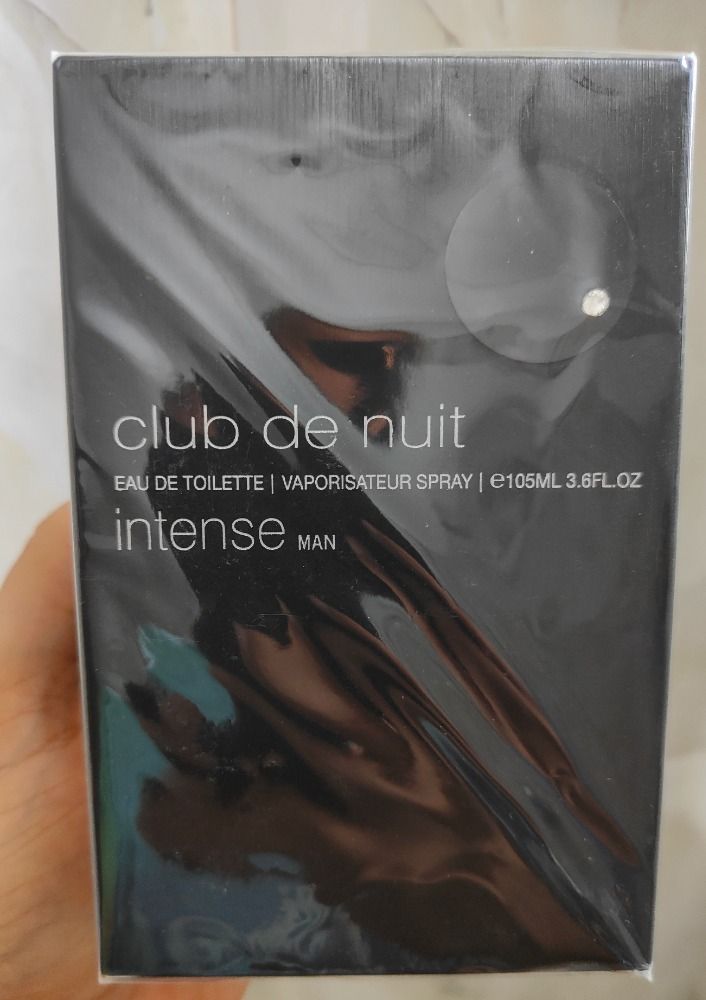 club de nuit
EAU DE TOILETTE | VAPORISATEUR SPRAY | ℮105ML 3.6FL.OZ
intense MAN